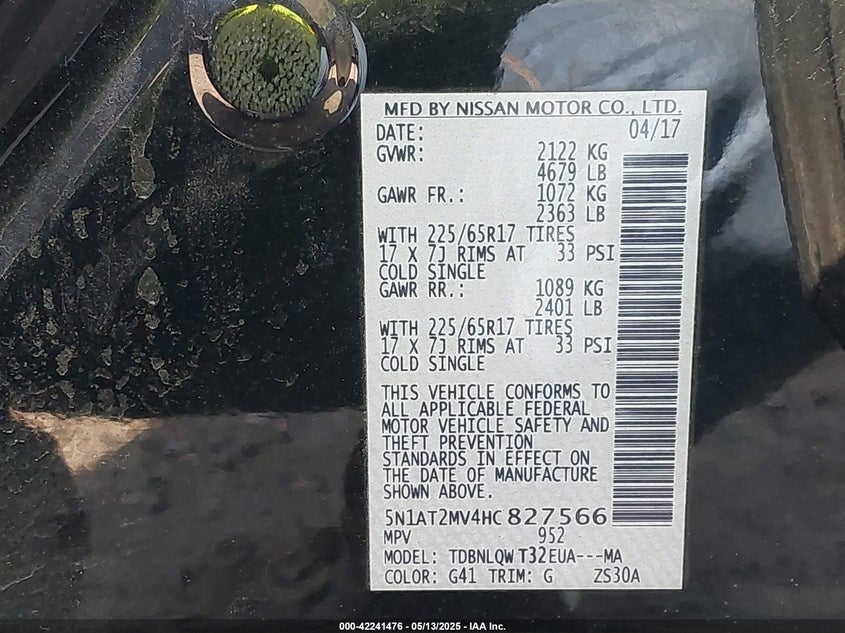 MFD BY NISSAN MOTOR CO., LTD.
DATE: 04/17
GVWR: 2122 KG
4679 LB
GAWR FR.: 1072 KG
2363 LB
WITH 225/65R17 TIRES
17 X 7J RIMS AT 33 PSI
COLD SINGLE
GAWR RR.: 1089 KG
2401 LB
WITH 225/65R17 TIRES
17 X 7J RIMS AT 33 PSI
COLD SINGLE
THIS VEHICLE CONFORMS TO
ALL APPLICABLE FEDERAL
MOTOR VEHICLE SAFETY AND
THEFT PREVENTION
STANDARDS IN EFFECT ON
THE DATE OF MANUFACTURE
SHOWN ABOVE.
5N1AT2MV4HC827566
MPV 952
MODEL: TDBNLQWT32EUA---MA
COLOR: G41 TRIM: G ZS30A
000-42241476 - 05/13/2025 - IAA Inc.